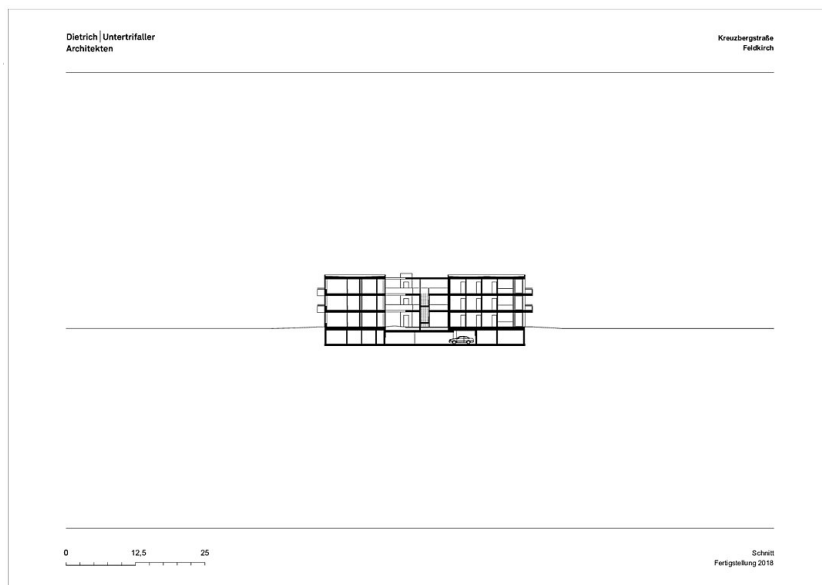 Dietrich | Untertrifaller
Architekten
Kreuzbergstraße
Feldkirch
0 12,5 25
Schnitt
Fertigstellung 2018